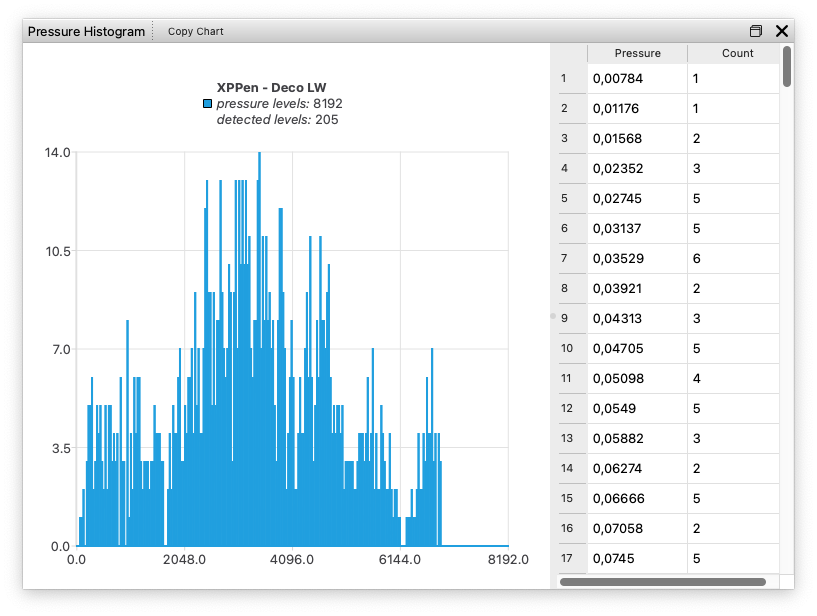 Pressure Histogram Copy Chart
XPPen - Deco LW
pressure levels: 8192
detected levels: 205
14.0
10.5
7.0
3.5
0.0
0.0 2048.0 4096.0 6144.0 8192.0
Pressure Count
1 0,00784 1
2 0,01176 1
3 0,01568 2
4 0,02352 3
5 0,02745 5
6 0,03137 5
7 0,03529 6
8 0,03921 2
9 0,04313 3
10 0,04705 5
11 0,05098 4
12 0,0549 5
13 0,05882 3
14 0,06274 2
15 0,06666 5
16 0,07058 2
17 0,0745 5